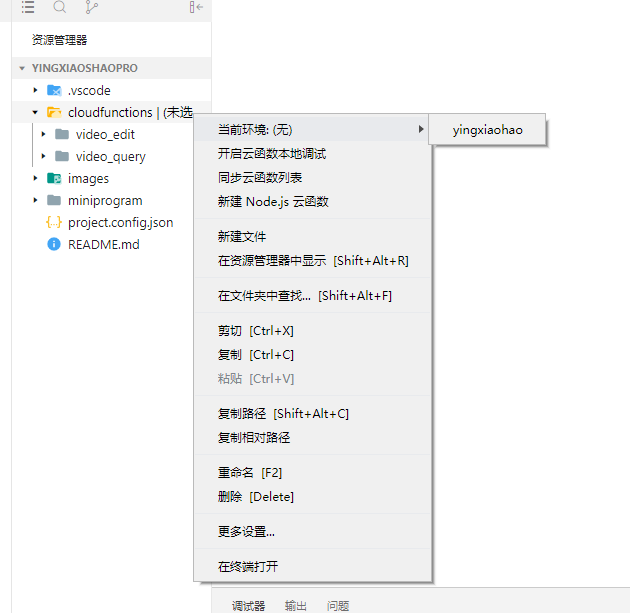 资源管理器
YINGXIAOSHAOPRO
.vscode
cloudfunctions | (未选
video_edit
video_query
images
miniprogram
project.config.json
README.md
当前环境: (无)
yingxiaohao
开启云函数本地调试
同步云函数列表
新建 Node.js 云函数
新建文件
在资源管理器中显示 [Shift+Alt+R]
在文件夹中查找... [Shift+Alt+F]
剪切 [Ctrl+X]
复制 [Ctrl+C]
粘贴 [Ctrl+V]
复制路径 [Shift+Alt+C]
复制相对路径
重命名 [F2]
删除 [Delete]
更多设置...
在终端打开
调试器 输出 问题